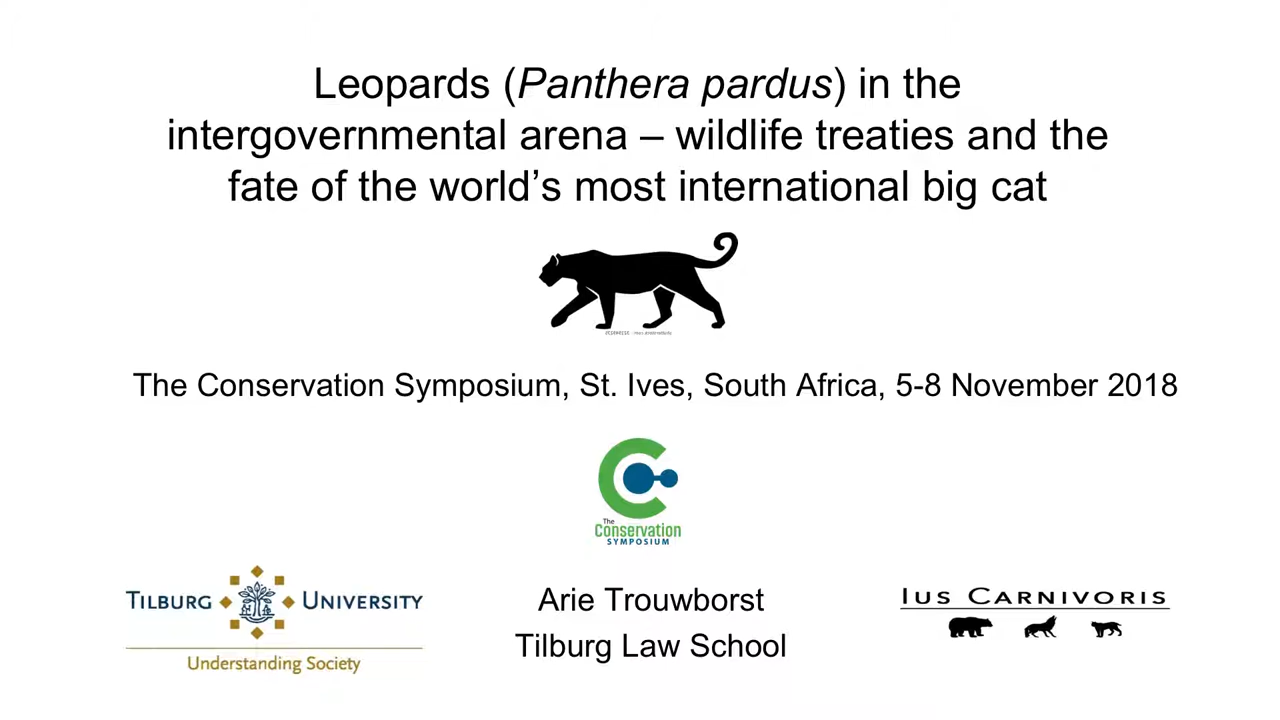 Leopards (Panthera pardus) in the
intergovernmental arena – wildlife treaties and the
fate of the world’s most international big cat
The Conservation Symposium, St. Ives, South Africa, 5-8 November 2018
The
Conservation
SYMPOSIUM
TILBURG UNIVERSITY
Understanding Society
Arie Trouwborst
Tilburg Law School
IUS CARNIVORIS